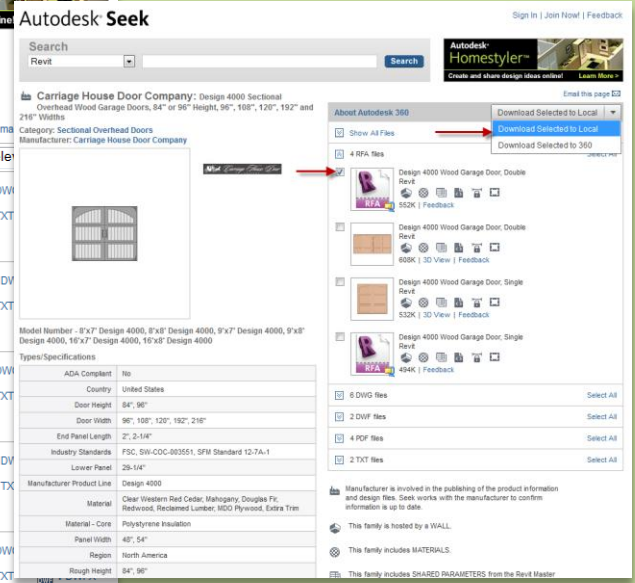 Autodesk® Seek
Sign In | Join Now! | Feedback
Search
Revit
Search
Autodesk®
Homestyler™
Create and share design ideas online! Learn More >
Email this page
Carriage House Door Company: Design 4000 Sectional
Overhead Wood Garage Doors, 84" or 96" Height, 96", 108", 120", 192" and
216" Widths
Category: Sectional Overhead Doors
Manufacturer: Carriage House Door Company
Model Number - 8'x7' Design 4000, 8'x8' Design 4000, 9'x7' Design 4000, 9'x8'
Design 4000, 16'x7' Design 4000, 16'x8' Design 4000
Types/Specifications
ADA Compliant No
Country United States
Door Height 84", 96"
Door Width 96", 108", 120", 192", 216"
End Panel Length 2", 2-1/4"
Industry Standards FSC, SW-COC-003551, SFM Standard 12-7A-1
Lower Panel 29-1/4"
Manufacturer Product Line Design 4000
Material Clear Western Red Cedar, Mahogany, Douglas Fir,
Redwood, Reclaimed Lumber, MDO Plywood, Extira Trim
Material - Core Polystyrene Insulation
Panel Width 48", 54"
Region North America
Rough Height 84", 96"
About Autodesk 360
Download Selected to Local
Download Selected to Local
Download Selected to 360
Show All Files
4 RFA files Select All
Design 4000 Wood Garage Door, Double
Revit
RFA
552K | Feedback
Design 4000 Wood Garage Door, Double
Revit
608K | 3D View | Feedback
Design 4000 Wood Garage Door, Single
Revit
532K | 3D View | Feedback
Design 4000 Wood Garage Door, Single
Revit
RFA
494K | Feedback
6 DWG files Select All
2 DWF files Select All
4 PDF files Select All
2 TXT files Select All
Manufacturer is involved in the publishing of the product information
and design files. Seek works with the manufacturer to confirm
information is up to date.
This family is hosted by a WALL.
This family includes MATERIALS.
This family includes SHARED PARAMETERS from the Revit Master